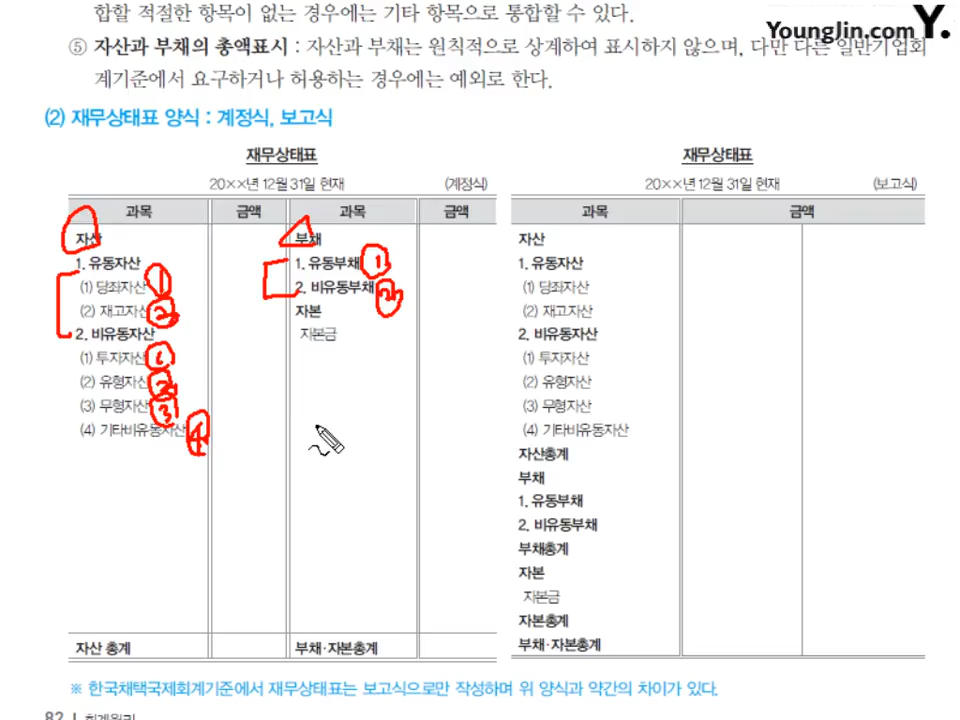 합할 적절한 항목이 없는 경우에는 기타 항목으로 통합할 수 있다.
YoungJin.com Y.
⑤ 자산과 부채의 총액표시 : 자산과 부채는 원칙적으로 상계하여 표시하지 않으며, 다만 다른 일반기업회
계기준에서 요구하거나 허용하는 경우에는 예외로 한다.
(2) 재무상태표 양식 : 계정식, 보고식
재무상태표
20××년 12월 31일 현재 (계정식)
과목 금액 과목 금액
자산 부채
1. 유동자산 1. 유동부채 1
(1) 당좌자산 1 2. 비유동부채 2
(2) 재고자산 2 자본
2. 비유동자산 자본금
(1) 투자자산 1
(2) 유형자산 2
(3) 무형자산 3
(4) 기타비유동자산 4
자산 총계 부채·자본총계
재무상태표
20××년 12월 31일 현재 (보고식)
과목 금액
자산
1. 유동자산
(1) 당좌자산
(2) 재고자산
2. 비유동자산
(1) 투자자산
(2) 유형자산
(3) 무형자산
(4) 기타비유동자산
자산총계
부채
1. 유동부채
2. 비유동부채
부채총계
자본
자본금
자본총계
부채·자본총계
※ 한국채택국제회계기준에서 재무상태표는 보고식으로만 작성하며 위 양식과 약간의 차이가 있다.
82 | 회계원리